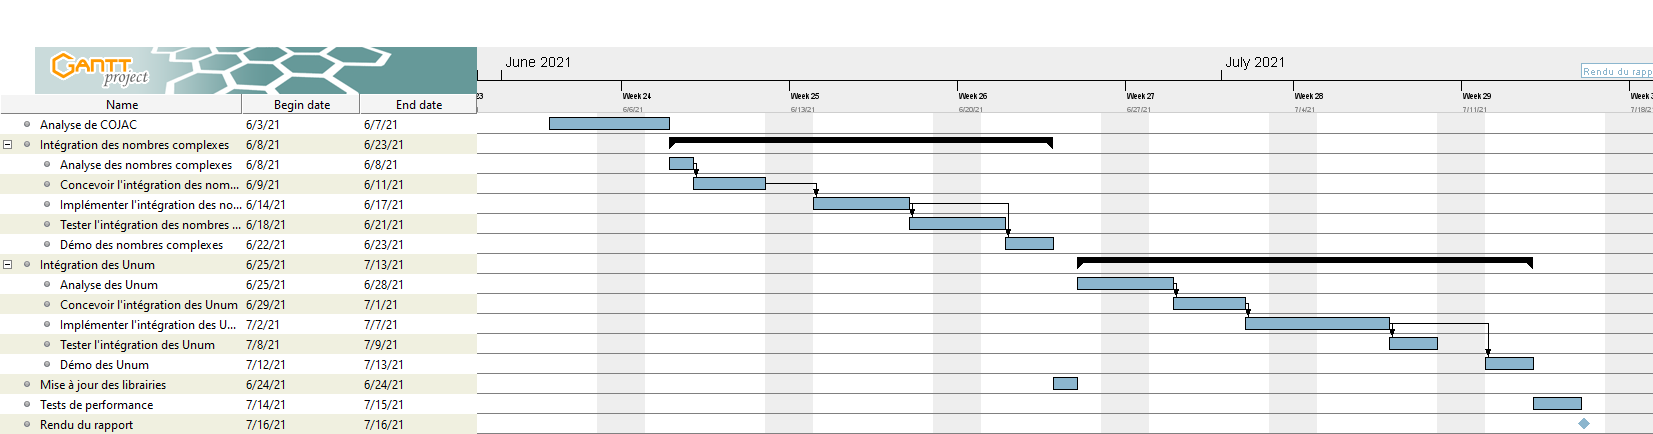 GANTT
project
June 2021
July 2021
Rendu du rapp
Name Begin date End date
23 Week 24 Week 25 Week 26 Week 27 Week 28 Week 29 Week 3
6/6/21 6/13/21 6/20/21 6/27/21 7/4/21 7/11/21 7/18/2
Analyse de COJAC 6/3/21 6/7/21
Intégration des nombres complexes 6/8/21 6/23/21
Analyse des nombres complexes 6/8/21 6/8/21
Concevoir l'intégration des nom... 6/9/21 6/11/21
Implémenter l'intégration des no... 6/14/21 6/17/21
Tester l'intégration des nombres ... 6/18/21 6/21/21
Démo des nombres complexes 6/22/21 6/23/21
Intégration des Unum 6/25/21 7/13/21
Analyse des Unum 6/25/21 6/28/21
Concevoir l'intégration des Unum 6/29/21 7/1/21
Implémenter l'intégration des U... 7/2/21 7/7/21
Tester l'intégration des Unum 7/8/21 7/9/21
Démo des Unum 7/12/21 7/13/21
Mise à jour des librairies 6/24/21 6/24/21
Tests de performance 7/14/21 7/15/21
Rendu du rapport 7/16/21 7/16/21